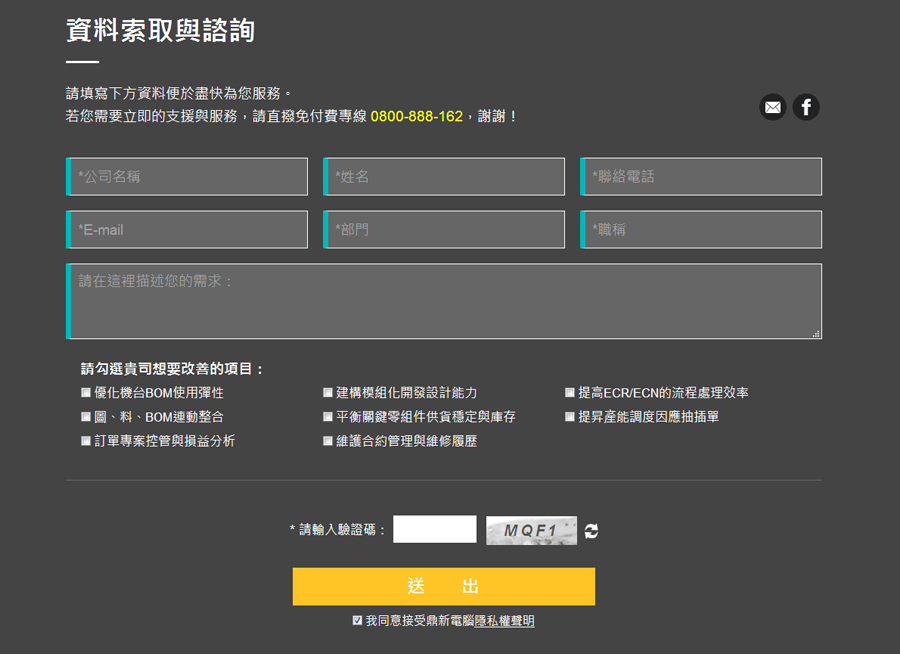 資料索取與諮詢
請填寫下方資料便於盡快為您服務。
若您需要立即的支援與服務，請直撥免付費專線 0800-888-162，謝謝！
*公司名稱 *姓名 *聯絡電話
*E-mail *部門 *職稱
請在這裡描述您的需求：
請勾選貴司想要改善的項目：
優化機台BOM使用彈性 建構模組化開發設計能力 提高ECR/ECN的流程處理效率
圖、料、BOM連動整合 平衡關鍵零組件供貨穩定與庫存 提昇產能調度因應抽插單
訂單專案控管與損益分析 維護合約管理與維修履歷
* 請輸入驗證碼： MQF1
送 出
我同意接受鼎新電腦隱私權聲明